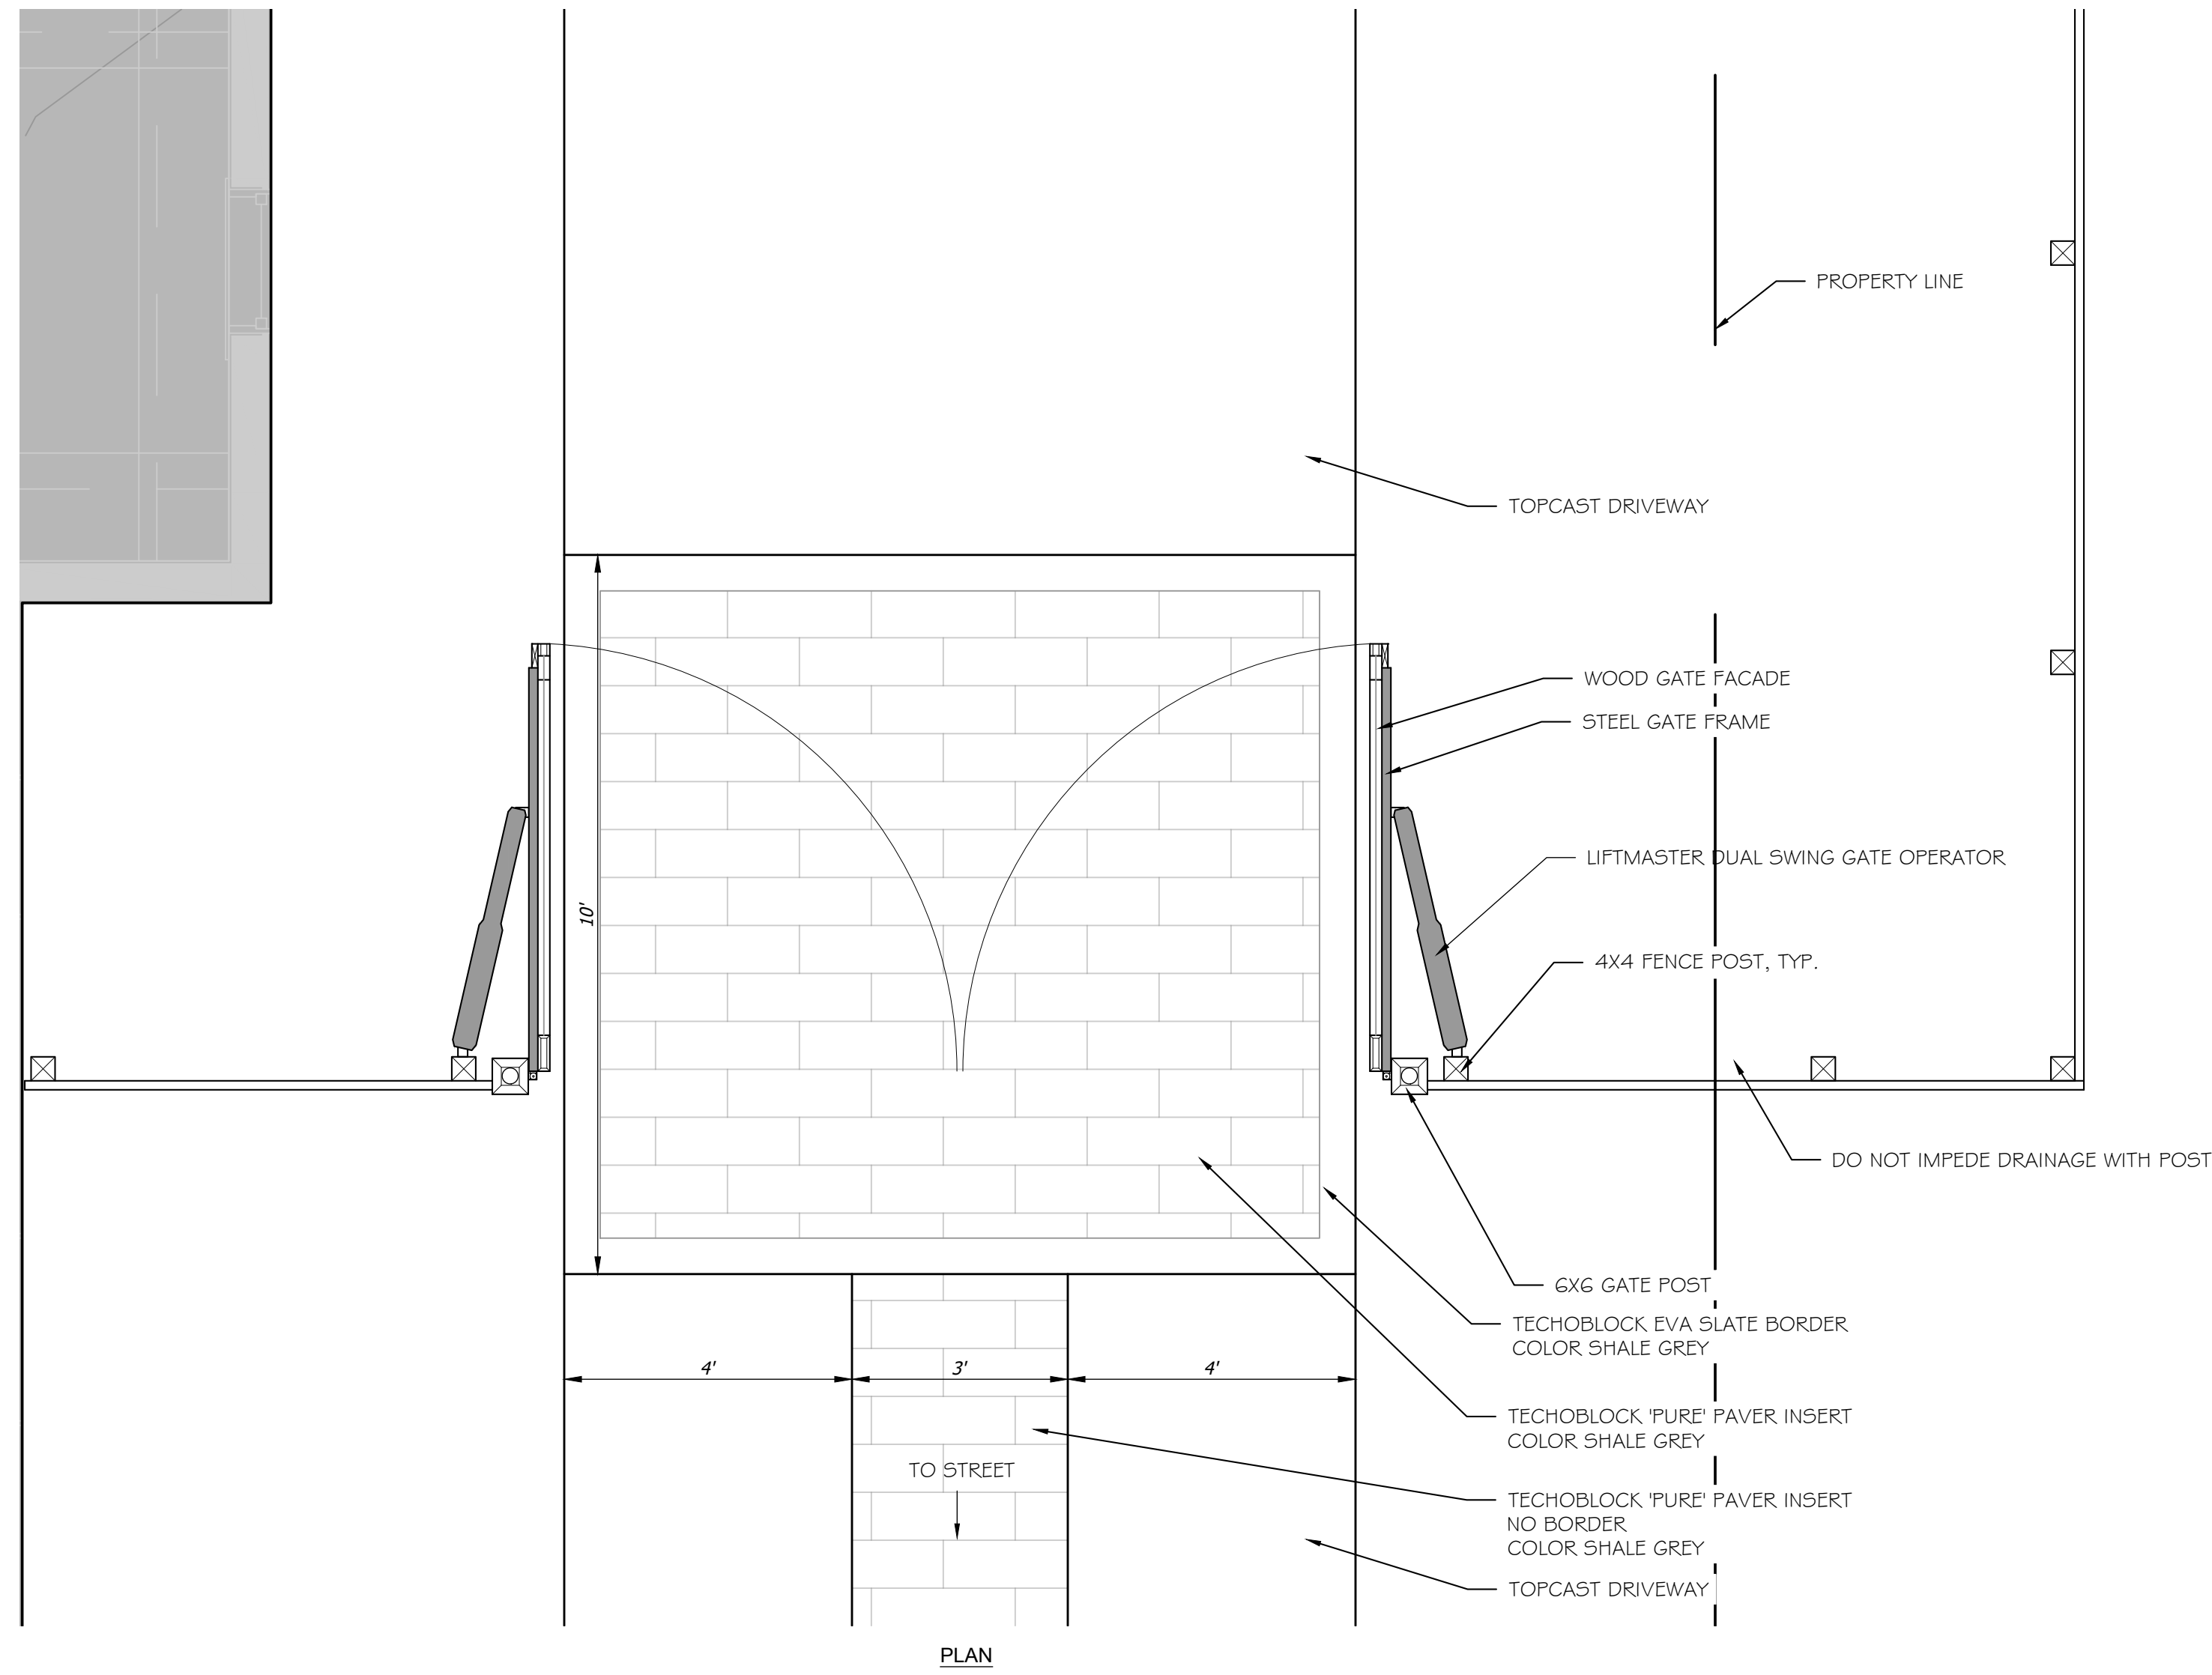 PROPERTY LINE
TOPCAST DRIVEWAY
WOOD GATE FACADE
STEEL GATE FRAME
LIFTMASTER DUAL SWING GATE OPERATOR
10'
4X4 FENCE POST, TYP.
DO NOT IMPEDE DRAINAGE WITH POST
6X6 GATE POST
TECHOBLOCK EVA SLATE BORDER
COLOR SHALE GREY
4'
3'
4'
TECHOBLOCK 'PURE' PAVER INSERT
COLOR SHALE GREY
TO STREET
TECHOBLOCK 'PURE' PAVER INSERT
NO BORDER
COLOR SHALE GREY
TOPCAST DRIVEWAY
PLAN